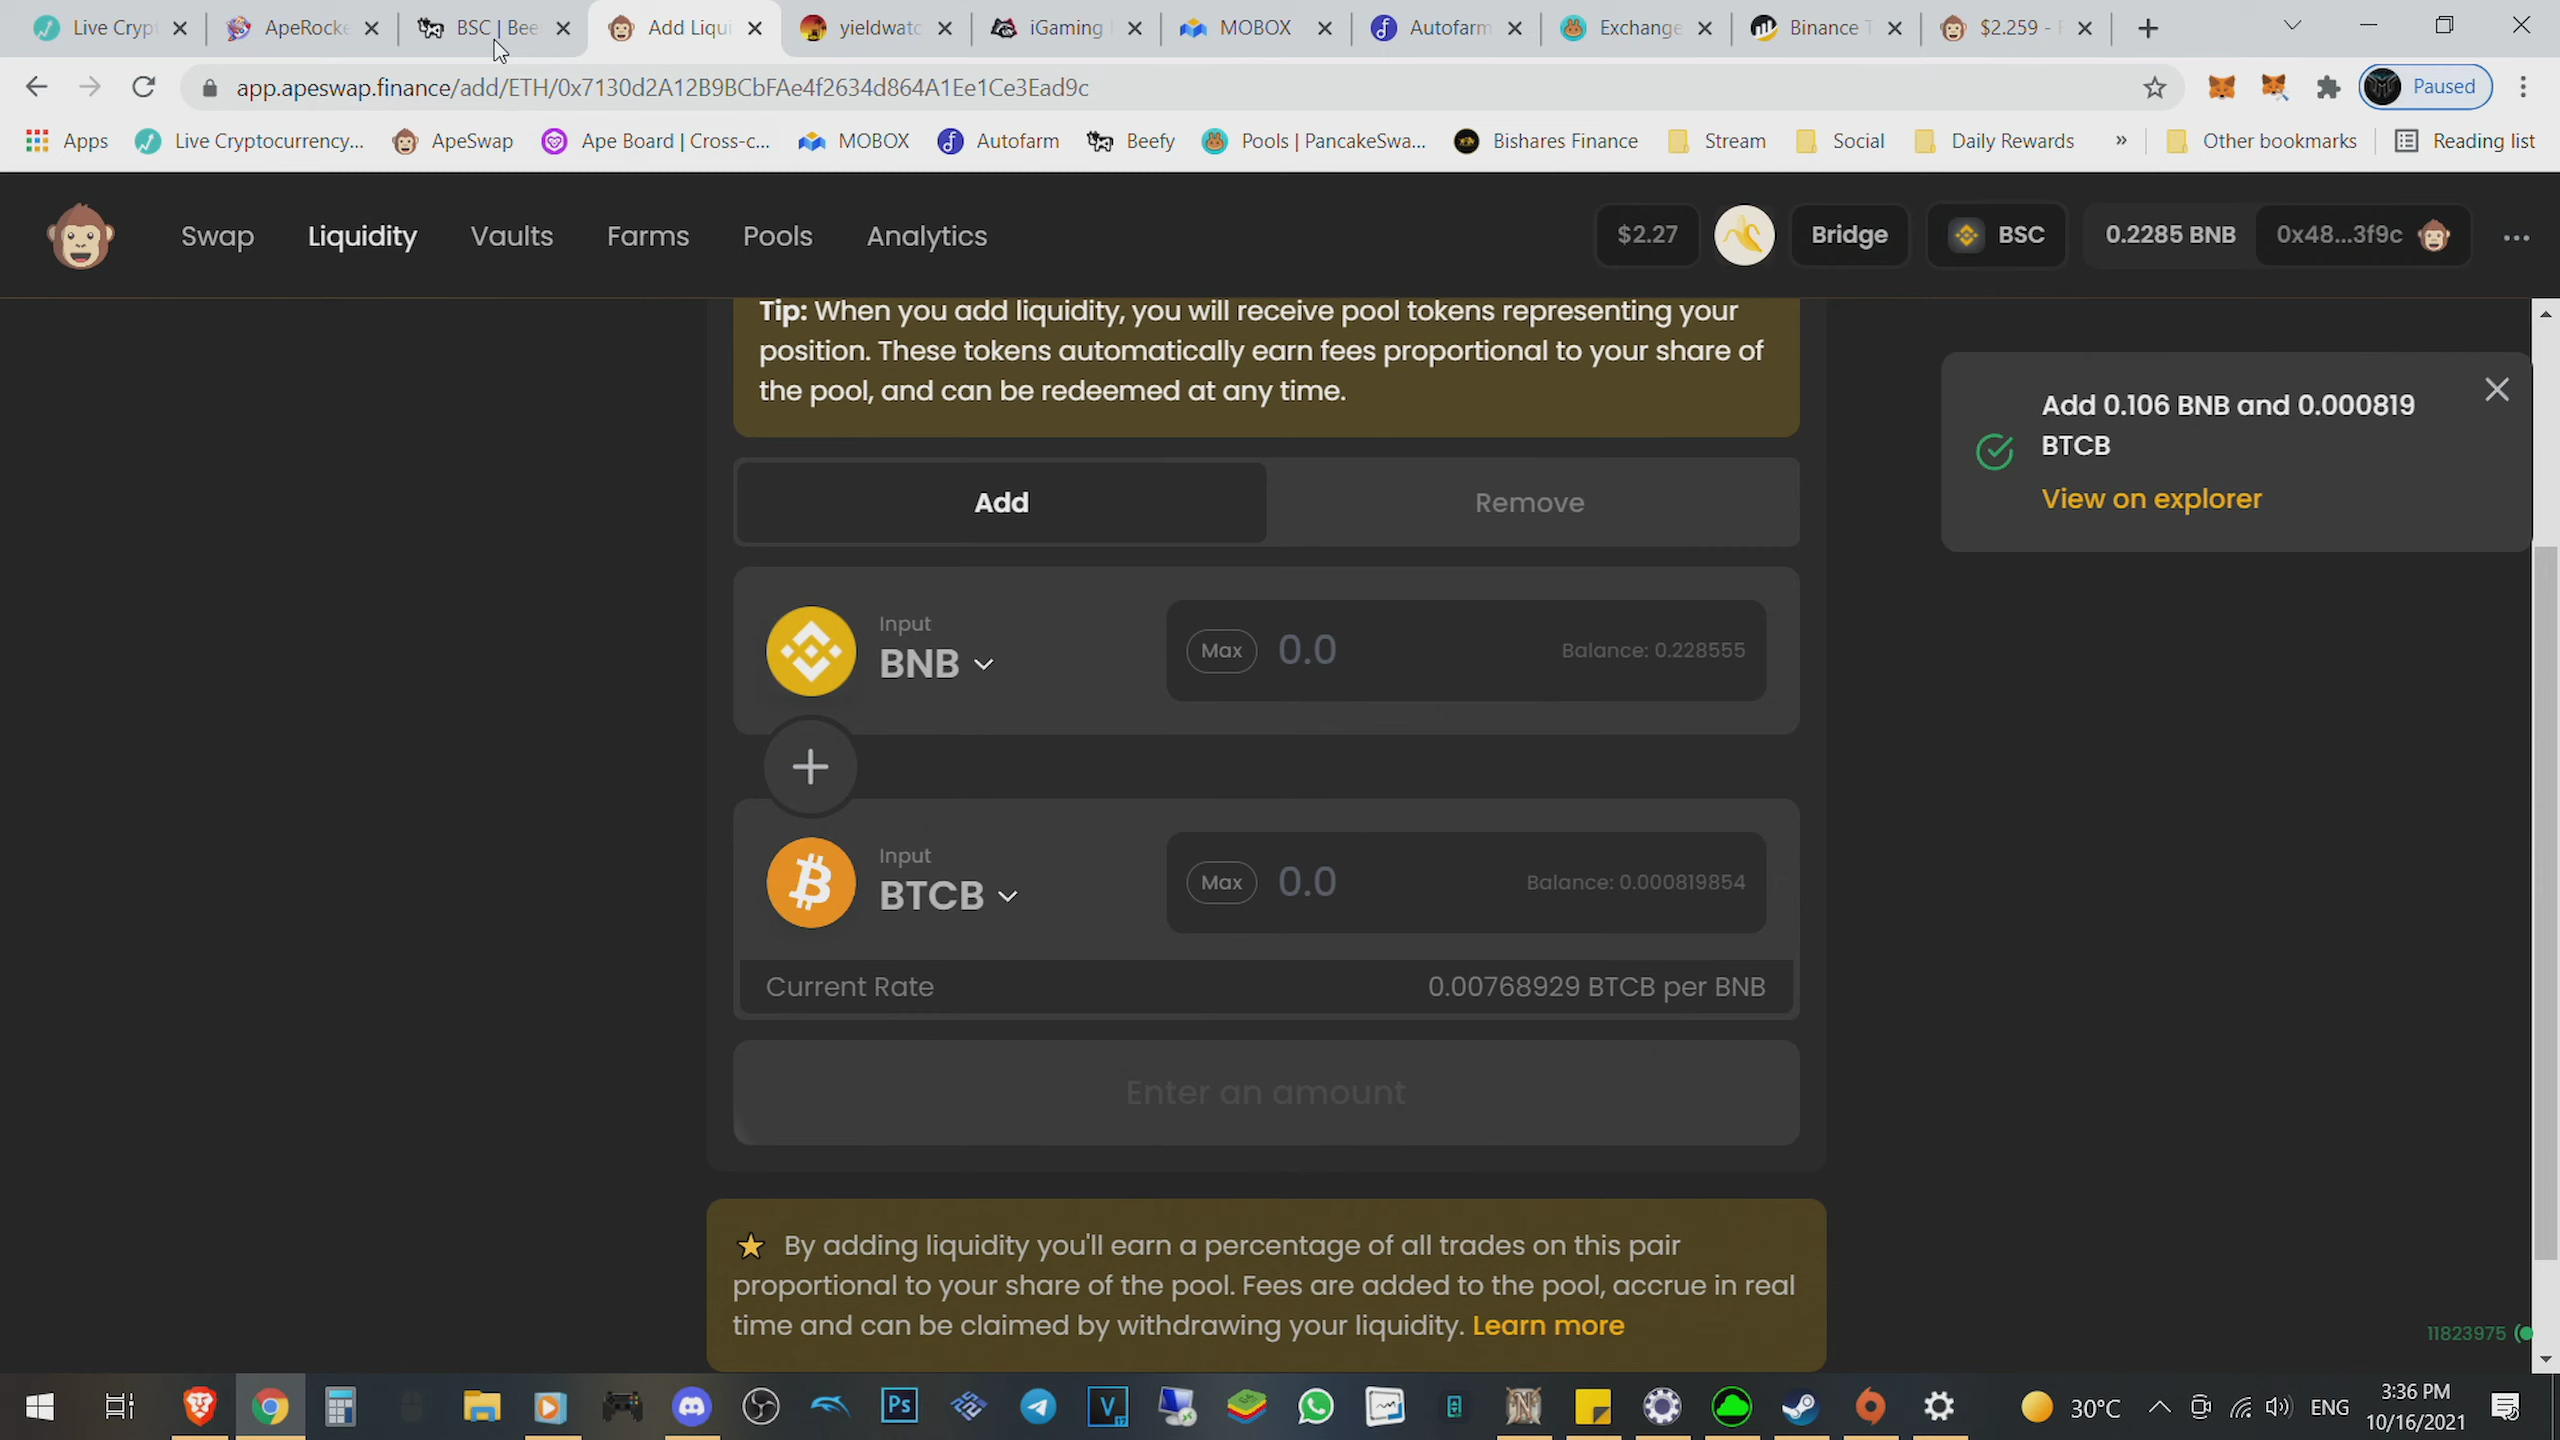 Live Crypt
ApeRocke
BSC | Bee
Add Liqui
yieldwatc
iGaming
MOBOX
Autofarm
Exchange
Binance T
$2.259 -
app.apeswap.finance/add/ETH/0x7130d2A12B9BCbFAe4f2634d864A1Ee1Ce3Ead9c
Paused
Apps
Live Cryptocurrency...
ApeSwap
Ape Board | Cross-c...
MOBOX
Autofarm
Beefy
Pools | PancakeSwa...
Bishares Finance
Stream
Social
Daily Rewards
»
Other bookmarks
Reading list
Swap
Liquidity
Vaults
Farms
Pools
Analytics
$2.27
Bridge
BSC
0.2285 BNB
0x48...3f9c
Tip: When you add liquidity, you will receive pool tokens representing your
position. These tokens automatically earn fees proportional to your share of
the pool, and can be redeemed at any time.
Add 0.106 BNB and 0.000819
BTCB
View on explorer
Add
Remove
Input
BNB
Max
0.0
Balance: 0.228555
Input
BTCB
Max
0.0
Balance: 0.000819854
Current Rate
0.00768929 BTCB per BNB
Enter an amount
By adding liquidity you'll earn a percentage of all trades on this pair
proportional to your share of the pool. Fees are added to the pool, accrue in real
time and can be claimed by withdrawing your liquidity. Learn more
11823975
Ps
V
17
N
30°C
ENG
3:36 PM
10/16/2021